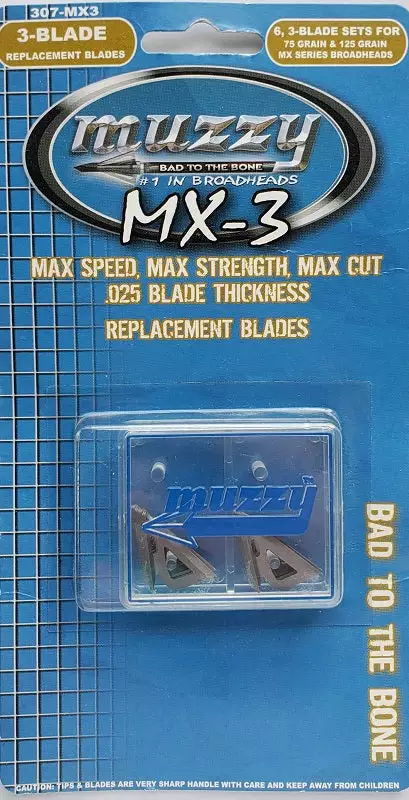 307-MX3
3-BLADE
REPLACEMENT BLADES
6, 3-BLADE SETS FOR
75 GRAIN & 125 GRAIN
MX SERIES BROADHEADS
muzzy
BAD TO THE BONE
#1 IN BROADHEADS
MX-3
MAX SPEED, MAX STRENGTH, MAX CUT
.025 BLADE THICKNESS
REPLACEMENT BLADES
muzzy
BAD TO THE BONE
CAUTION: TIPS & BLADES ARE VERY SHARP HANDLE WITH CARE AND KEEP AWAY FROM CHILDREN